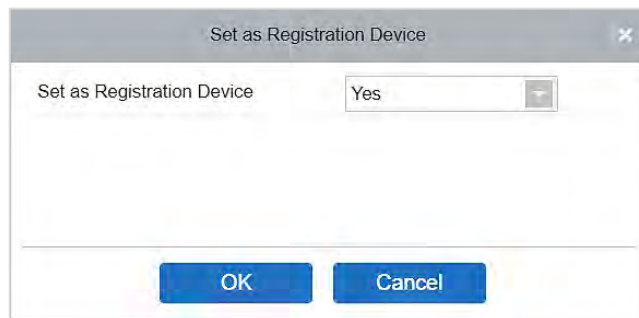 Set as Registration Device
Set as Registration Device Yes
OK Cancel